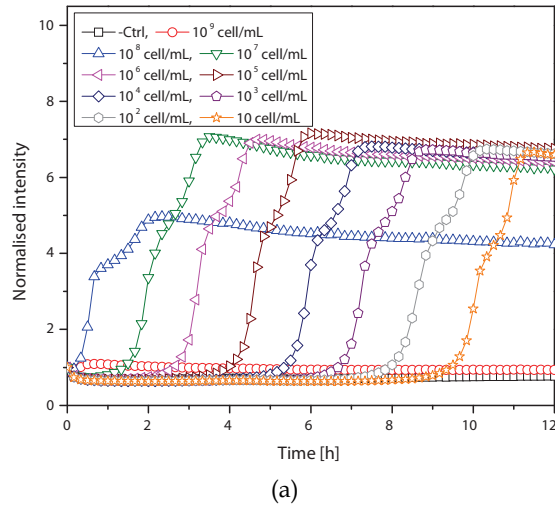 10
8
6
4
2
0
Normalised intensity
-Ctrl, 10⁹ cell/mL
10⁸ cell/mL, 10⁷ cell/mL
10⁶ cell/mL, 10⁵ cell/mL
10⁴ cell/mL, 10³ cell/mL
10² cell/mL, 10 cell/mL
0 2 4 6 8 10 12
Time [h]
(a)